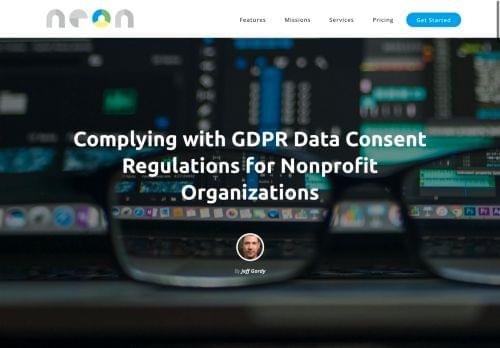 neon
Features Missions Services Pricing Get Started
Complying with GDPR Data Consent
Regulations for Nonprofit
Organizations
By Jeff Gordy